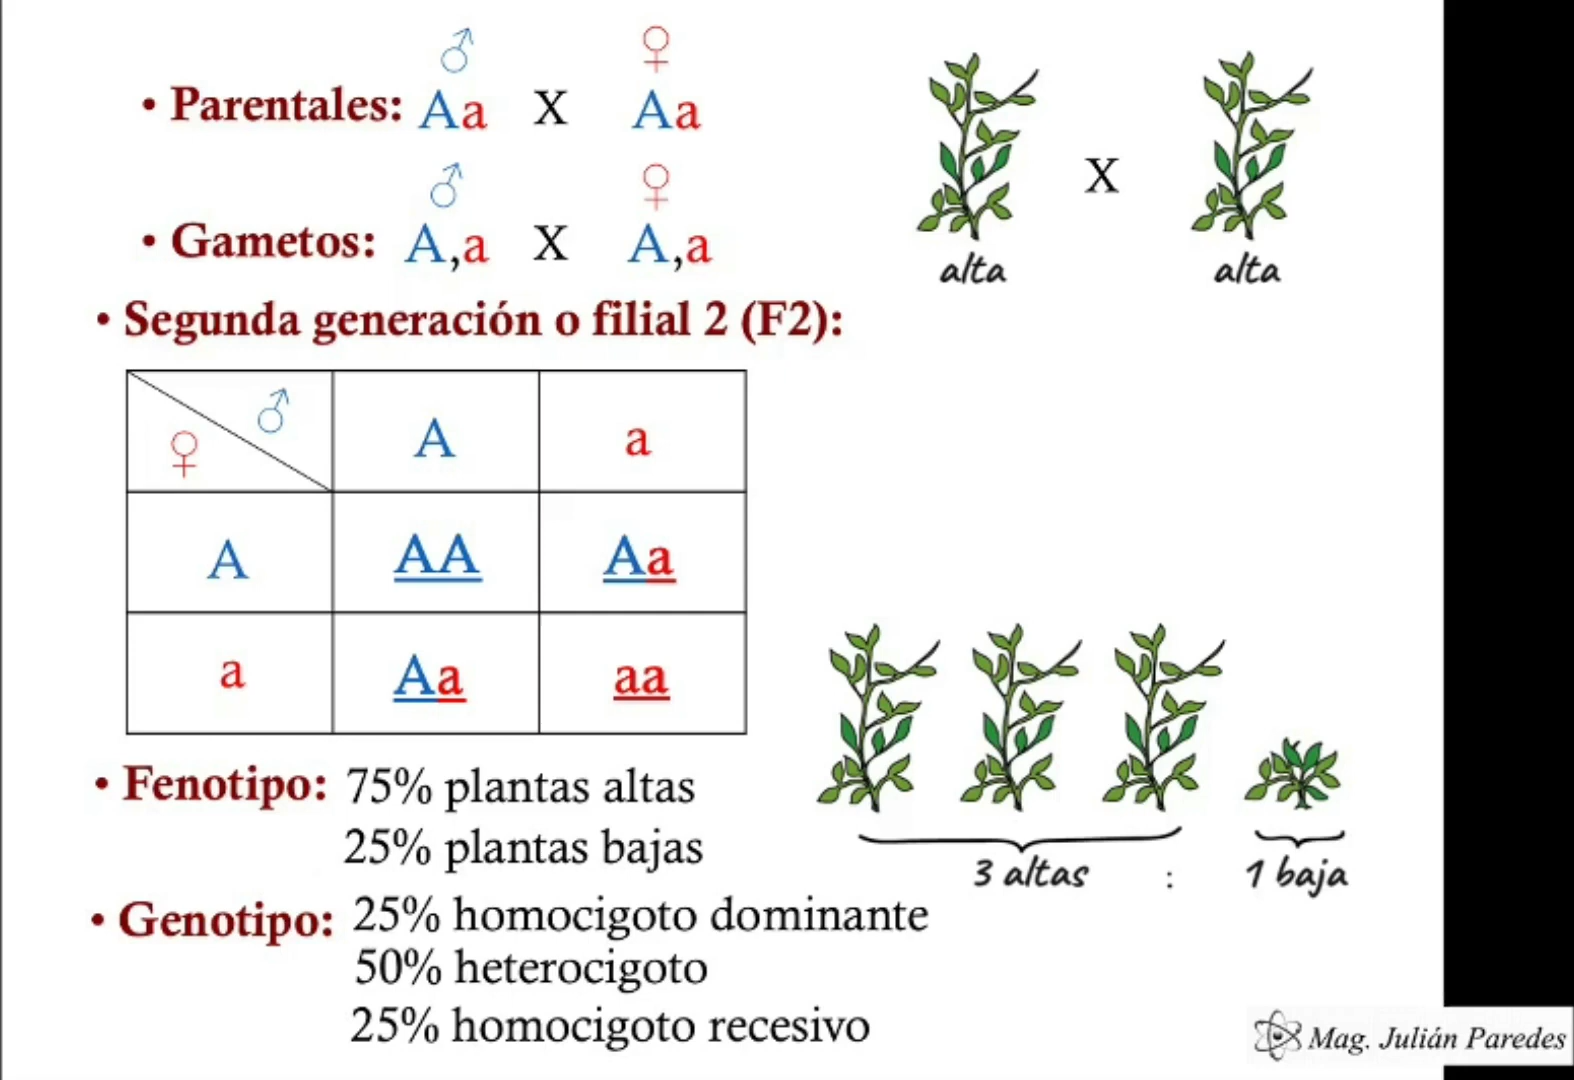 ♂ ♀
• Parentales: Aa X Aa
♂ ♀
• Gametos: A,a X A,a
X
alta alta
• Segunda generación o filial 2 (F2):
♀ ♂ A a
A AA Aa
a Aa aa
• Fenotipo: 75% plantas altas
25% plantas bajas
3 altas : 1 baja
• Genotipo: 25% homocigoto dominante
50% heterocigoto
25% homocigoto recesivo
Mag. Julián Paredes